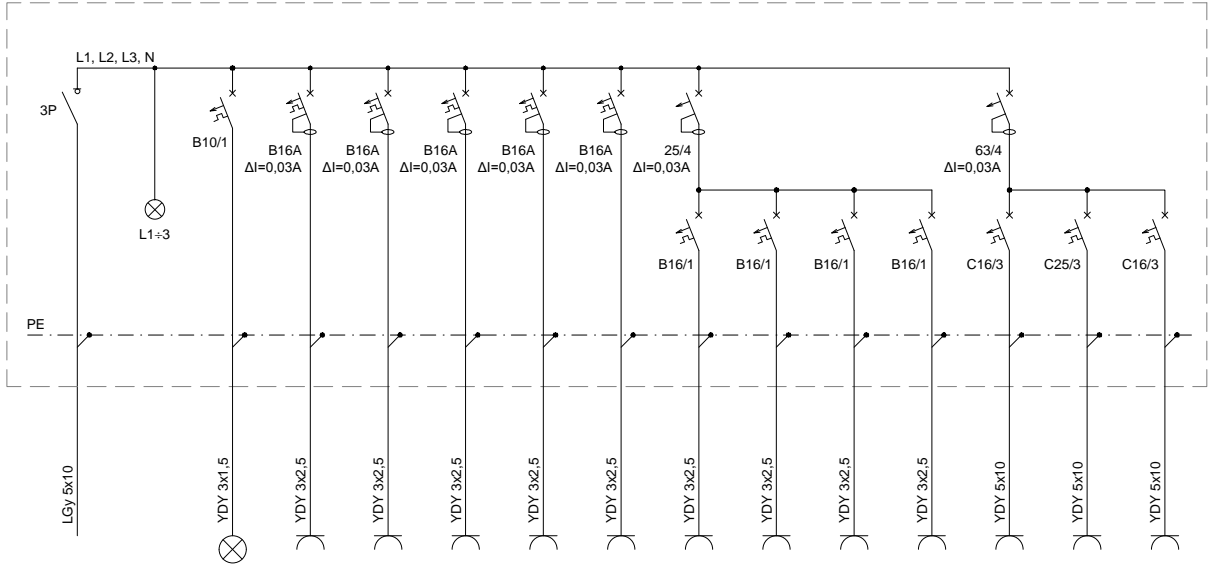 L1, L2, L3, N
3P
B10/1
B16A
ΔI=0,03A
B16A
ΔI=0,03A
B16A
ΔI=0,03A
B16A
ΔI=0,03A
B16A
ΔI=0,03A
25/4
ΔI=0,03A
63/4
ΔI=0,03A
L1÷3
B16/1
B16/1
B16/1
B16/1
C16/3
C25/3
C16/3
PE
LGy 5x10
YDY 3x1,5
YDY 3x2,5
YDY 3x2,5
YDY 3x2,5
YDY 3x2,5
YDY 3x2,5
YDY 3x2,5
YDY 3x2,5
YDY 3x2,5
YDY 3x2,5
YDY 5x10
YDY 5x10
YDY 5x10